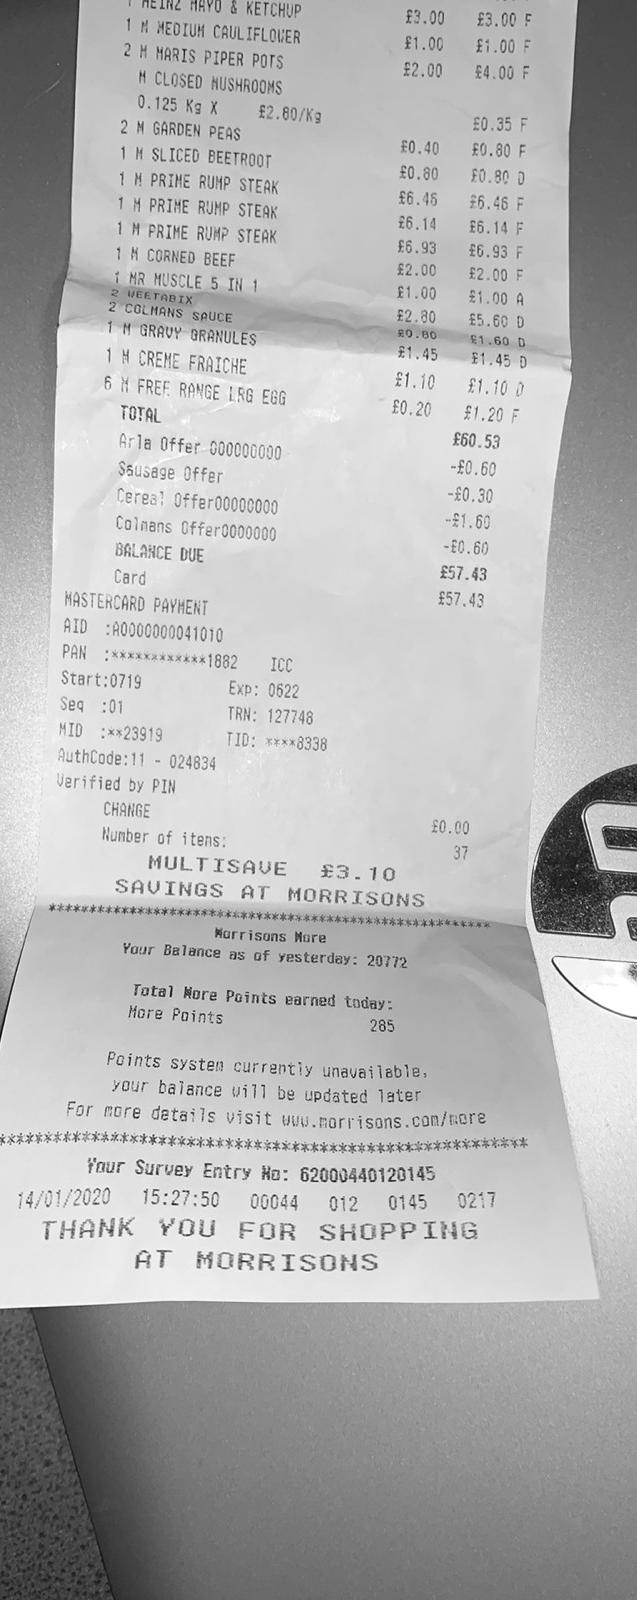 1 HEINZ MAYO & KETCHUP £3.00 £3.00 F
1 M MEDIUM CAULIFLOWER £1.00 £1.00 F
2 M MARIS PIPER POTS £2.00 £4.00 F
M CLOSED MUSHROOMS
0.125 Kg X £2.80/Kg £0.35 F
2 M GARDEN PEAS £0.40 £0.80 F
1 M SLICED BEETROOT £0.80 £0.80 D
1 M PRIME RUMP STEAK £6.46 £6.46 F
1 M PRIME RUMP STEAK £6.14 £6.14 F
1 M PRIME RUMP STEAK £6.93 £6.93 F
1 M CORNED BEEF £2.00 £2.00 F
1 MR MUSCLE 5 IN 1 £1.00 £1.00 A
2 WEETABIX £2.80 £5.60 D
2 COLMANS SAUCE £0.80 £1.60 D
1 M GRAVY GRANULES £1.45 £1.45 D
1 M CREME FRAICHE £1.10 £1.10 D
6 M FREE RANGE LRG EGG £0.20 £1.20 F
TOTAL £60.53
Arla Offer 000000000 -£0.60
Ssusage Offer -£0.30
Cereal Offer00000000 -£1.60
Colmans Offer0000000 -£0.60
BALANCE DUE £57.43
Card £57.43
MASTERCARD PAYMENT
AID :A0000000041010
PAN :************1882 ICC
Start:0719 Exp: 0622
Seq :01 TRN: 127748
MID :**23919 TID: ****8338
AuthCode:11 - 024834
Verified by PIN
CHANGE £0.00
Number of items: 37
MULTISAVE £3.10
SAVINGS AT MORRISONS
Morrisons More
Your Balance as of yesterday: 20772
Total More Points earned today:
More Points 285
Points system currently unavailable,
your balance will be updated later
For more details visit www.morrisons.com/more
Your Survey Entry No: 62000440120145
14/01/2020 15:27:50 00044 012 0145 0217
THANK YOU FOR SHOPPING
AT MORRISONS
hp